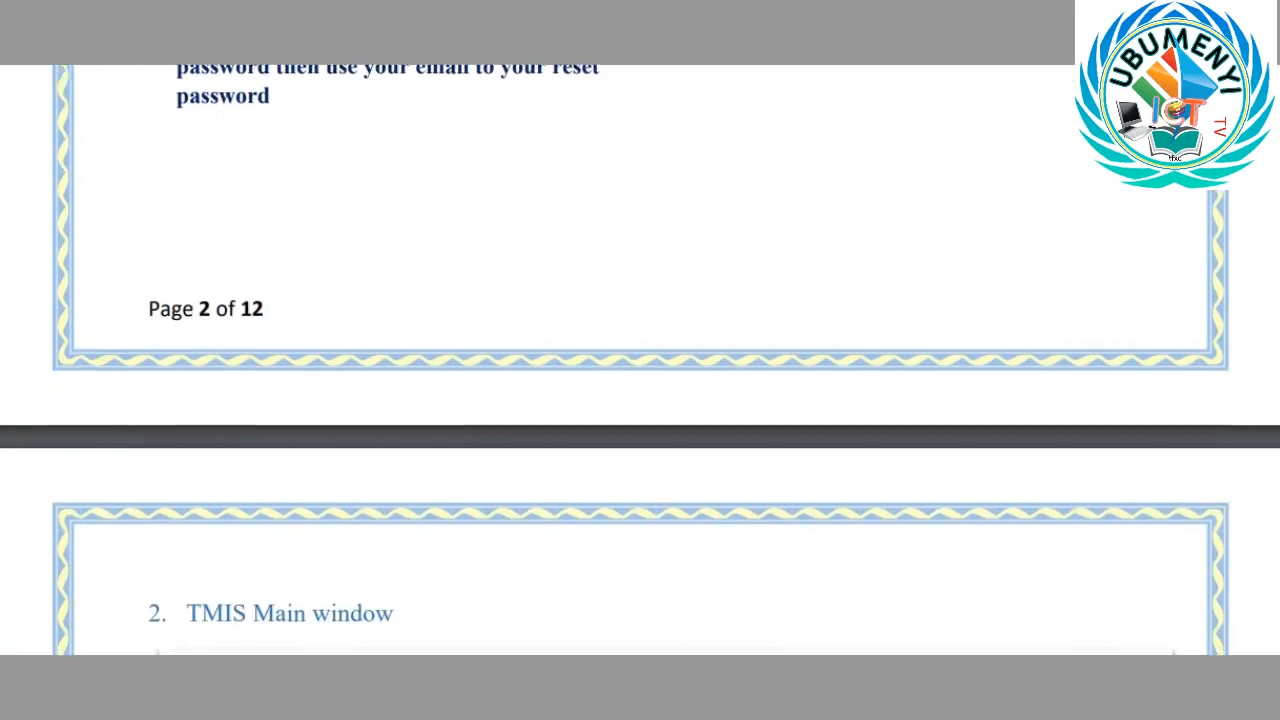 UBUMENYI
ICT
TV
password then use your email to your reset
password
Page 2 of 12
2. TMIS Main window